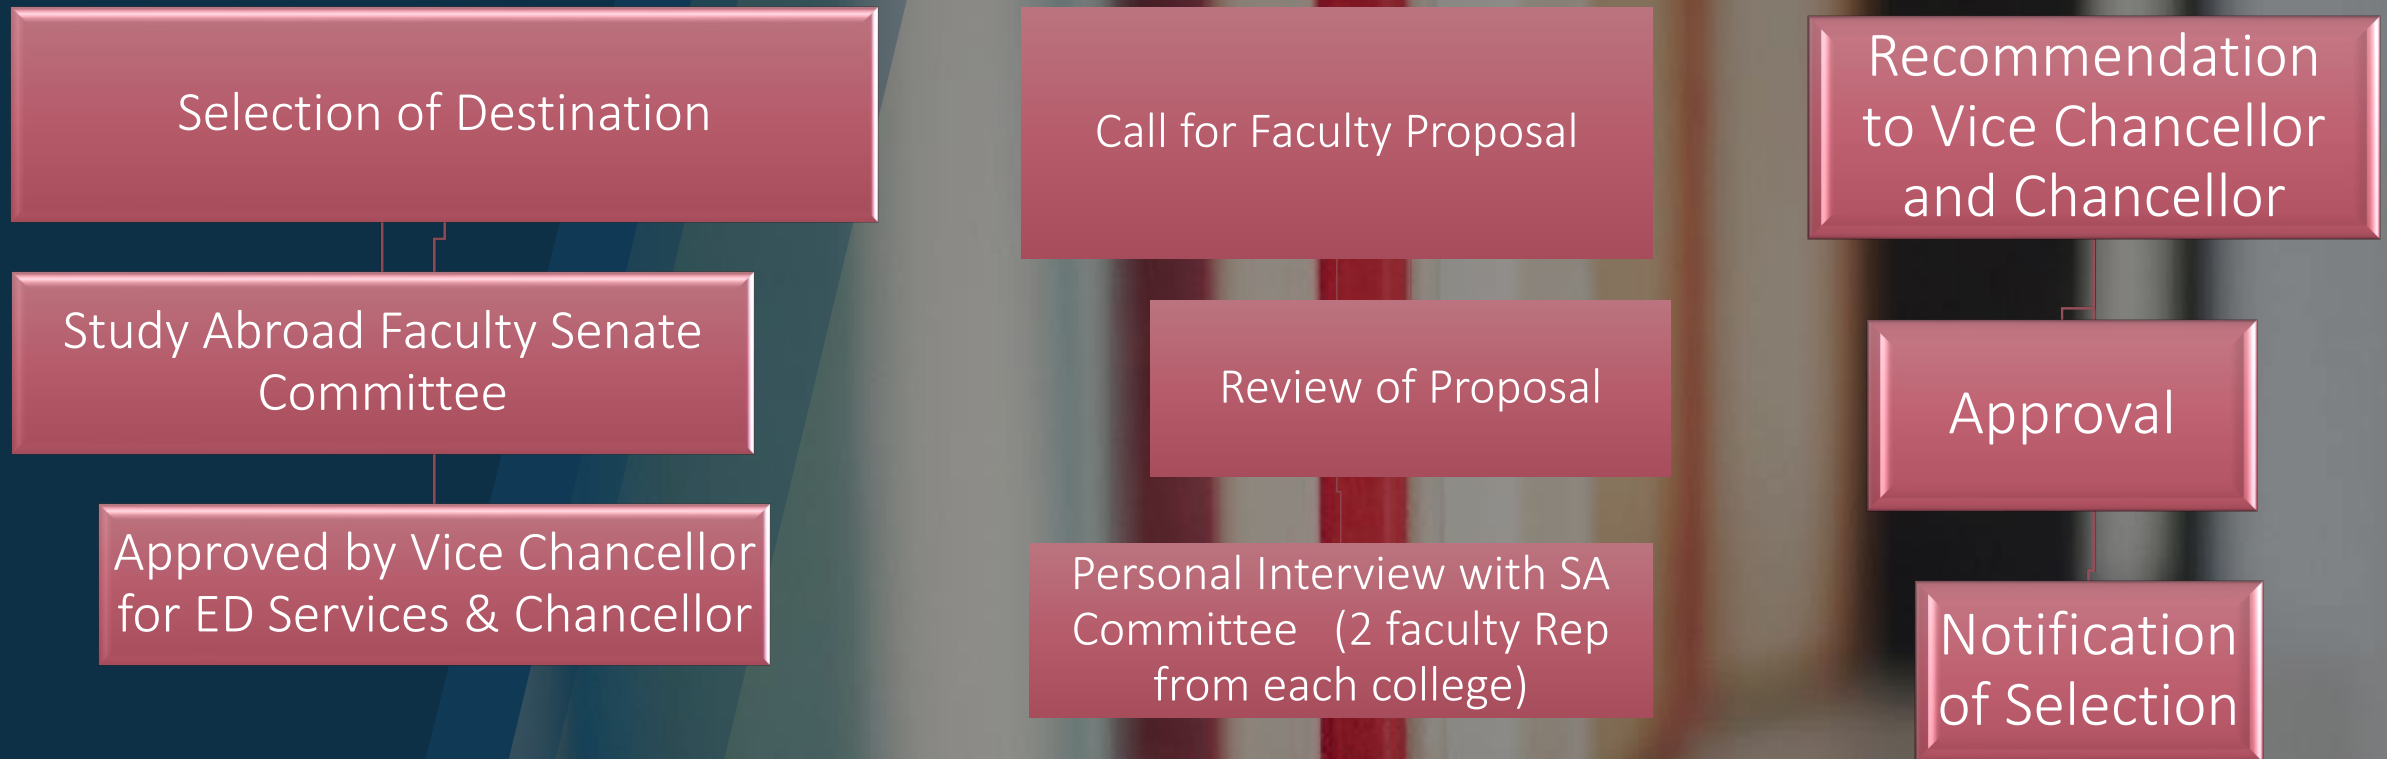 Selection of Destination
Study Abroad Faculty Senate
Committee
Approved by Vice Chancellor
for ED Services & Chancellor
Call for Faculty Proposal
Review of Proposal
Personal Interview with SA
Committee (2 faculty Rep
from each college)
Recommendation
to Vice Chancellor
and Chancellor
Approval
Notification
of Selection